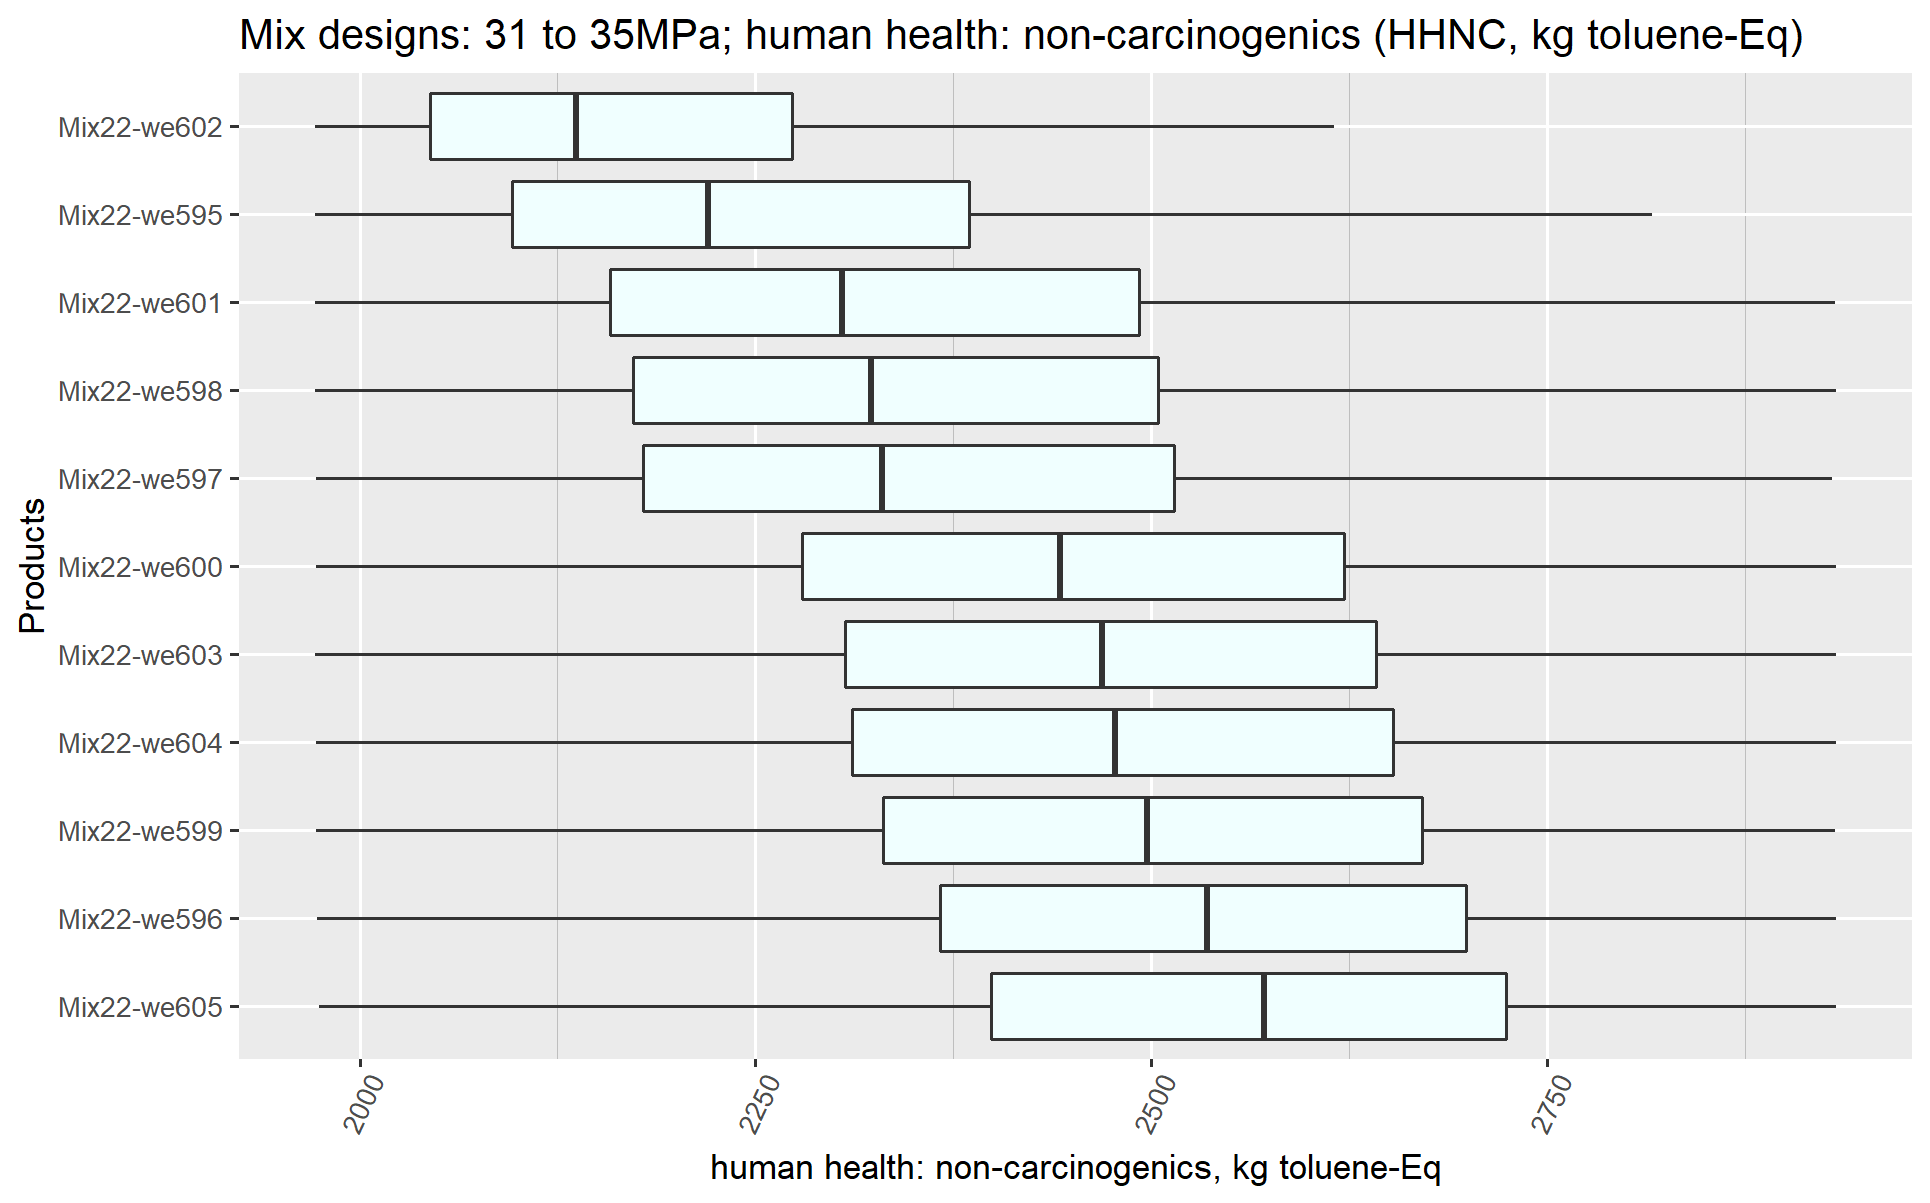 Mix designs: 31 to 35MPa; human health: non-carcinogenics (HHNC, kg toluene-Eq)
Products
Mix22-we602
Mix22-we595
Mix22-we601
Mix22-we598
Mix22-we597
Mix22-we600
Mix22-we603
Mix22-we604
Mix22-we599
Mix22-we596
Mix22-we605
2000 2250 2500 2750
human health: non-carcinogenics, kg toluene-Eq